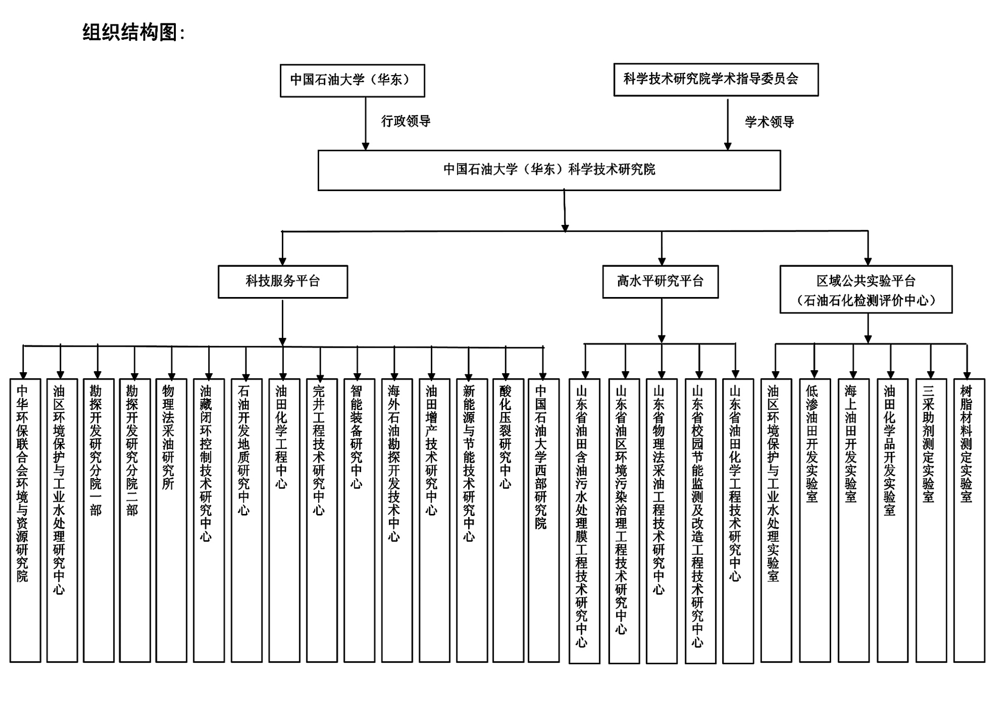 组织结构图：
中国石油大学（华东）
科学技术研究院学术指导委员会
行政领导
学术领导
中国石油大学（华东）科学技术研究院
科技服务平台
高水平研究平台
区域公共实验平台
（石油石化检测评价中心）
中华环保联合会环境与资源研究院
油区环境保护与工业水处理研究中心
勘探开发研究分院一部
勘探开发研究分院二部
物理法采油研究所
油藏闭环控制技术研究中心
石油开发地质研究中心
油田化学工程中心
完井工程技术研究中心
智能装备研究中心
海外石油勘探开发技术中心
油田增产技术研究中心
新能源与节能技术研究中心
酸化压裂研究中心
中国石油大学西部研究院
山东省油田含油污水处理膜工程技术研究中心
山东省油区环境污染治理工程技术研究中心
山东省物理法采油工程技术研究中心
山东省校园节能监测及改造工程技术研究中心
山东省油田化学工程技术研究中心
油区环境保护与工业水处理实验室
低渗油田开发实验室
海上油田开发实验室
油田化学品开发实验室
三采助剂测定实验室
树脂材料测定实验室